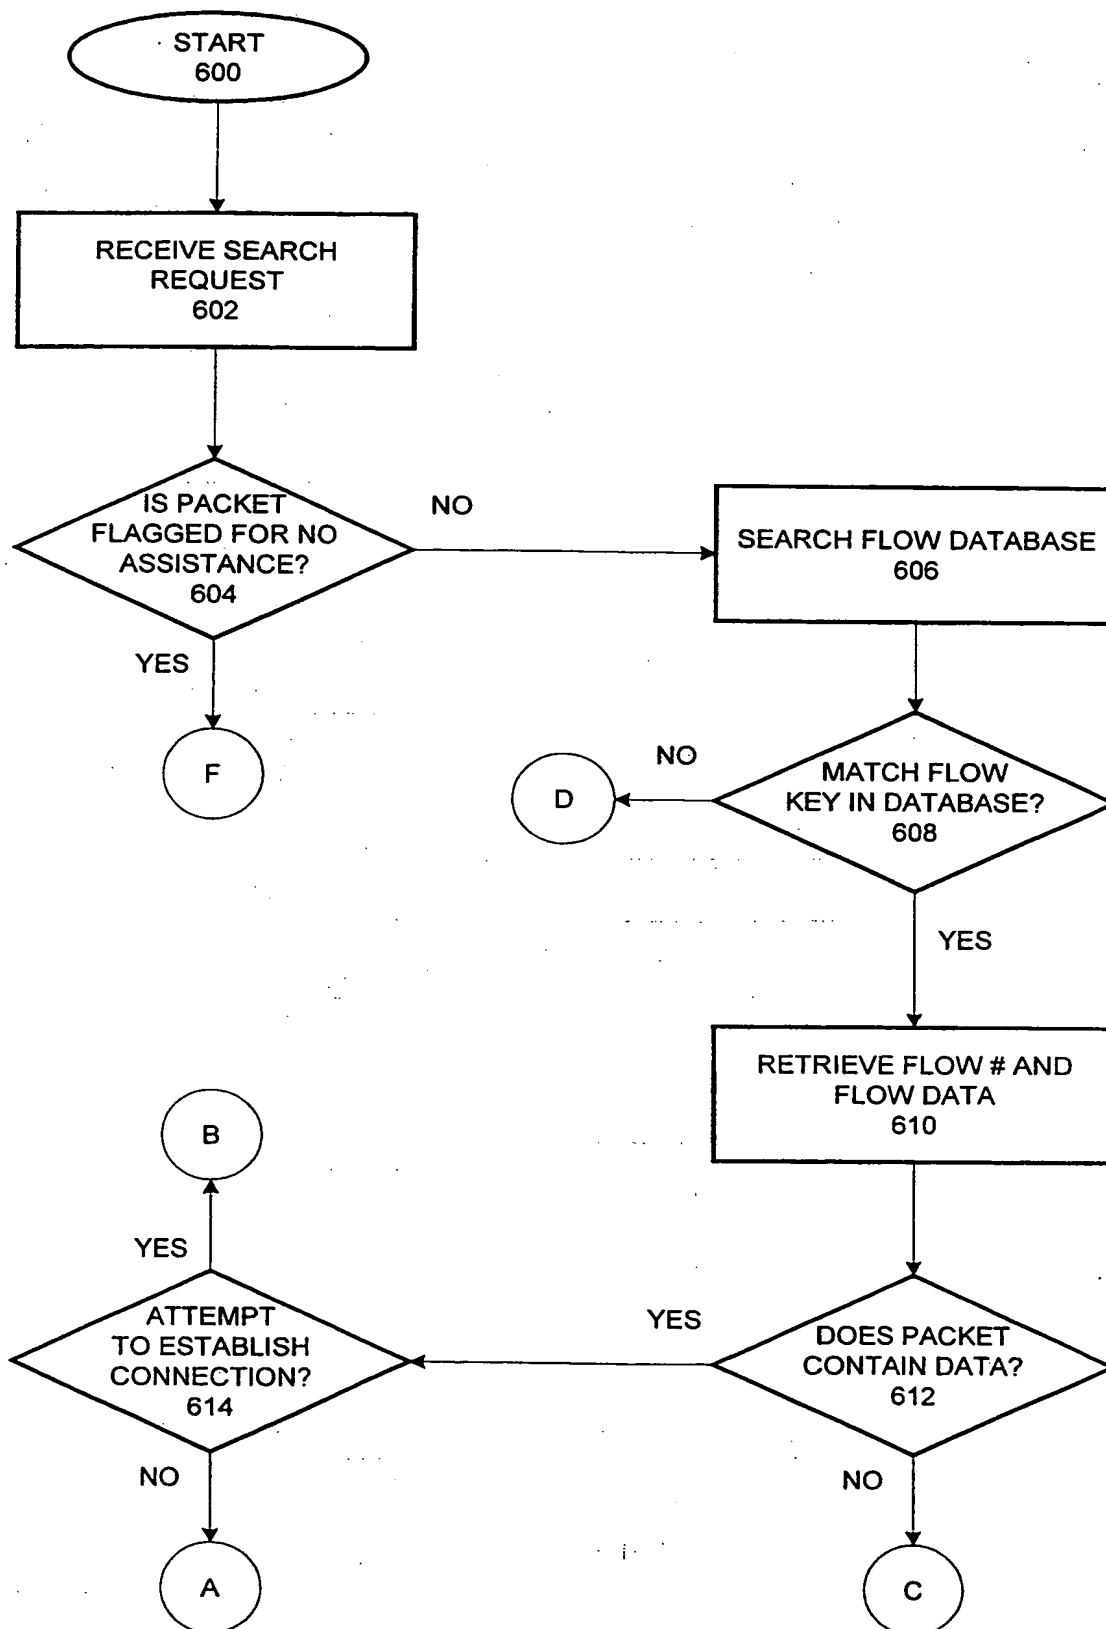 START
600
RECEIVE SEARCH
REQUEST
602
IS PACKET
FLAGGED FOR NO
ASSISTANCE?
604
NO
YES
F
SEARCH FLOW DATABASE
606
MATCH FLOW
KEY IN DATABASE?
608
NO
D
YES
RETRIEVE FLOW # AND
FLOW DATA
610
DOES PACKET
CONTAIN DATA?
612
YES
NO
C
ATTEMPT
TO ESTABLISH
CONNECTION?
614
YES
B
NO
A